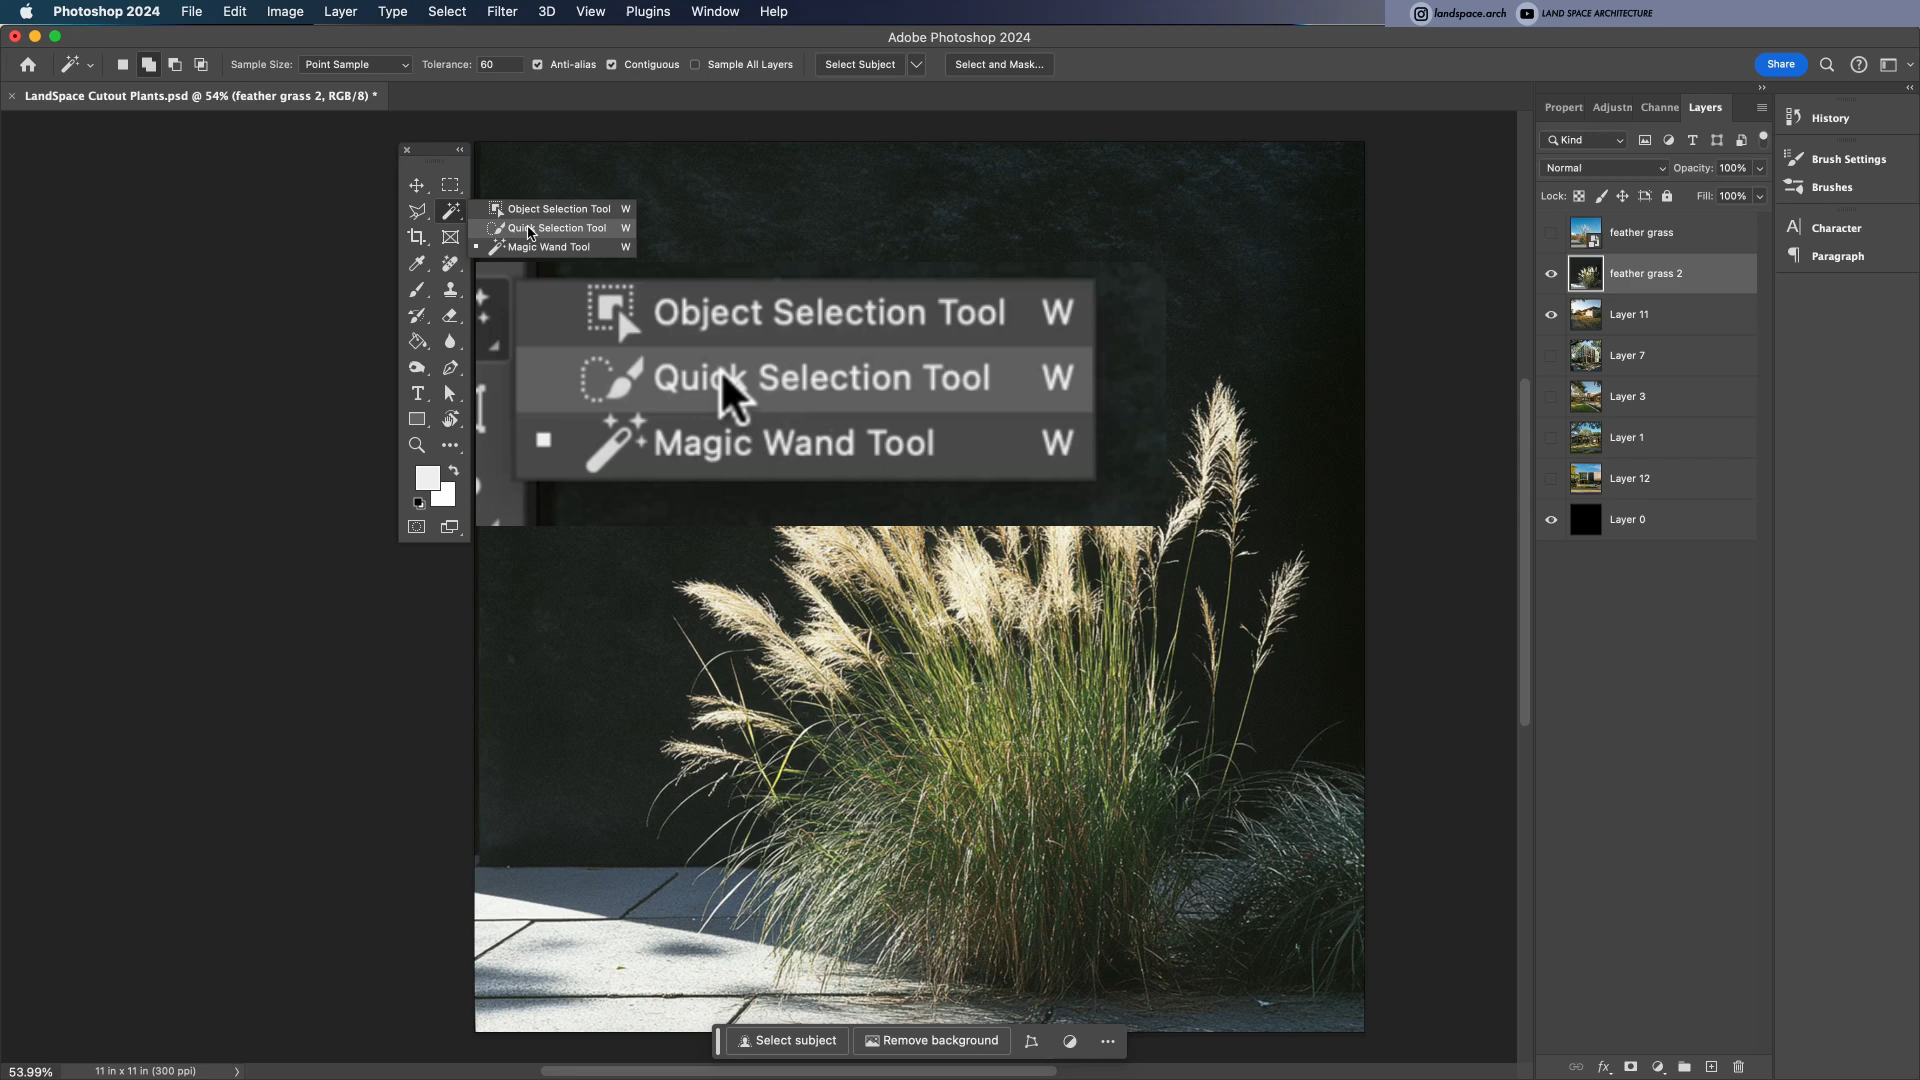 Photoshop 2024 File Edit Image Layer Type Select Filter 3D View Plugins Window Help
landspace.arch LAND SPACE ARCHITECTURE
Adobe Photoshop 2024
Sample Size: Point Sample Tolerance: 60 Anti-alias Contiguous Sample All Layers Select Subject Select and Mask... Share
LandSpace Cutout Plants.psd @ 54% (feather grass 2, RGB/8) *
Propert Adjustn Channe Layers
History
Kind
Brush Settings
Normal Opacity: 100%
Brushes
Lock: Fill: 100%
Object Selection Tool W
Quick Selection Tool W
Magic Wand Tool W
Character
Paragraph
feather grass
feather grass 2
Layer 11
Layer 7
Layer 3
Layer 1
Layer 12
Layer 0
Object Selection Tool W
Quick Selection Tool W
Magic Wand Tool W
Select subject Remove background
53.99% 11 in x 11 in (300 ppi)
fx